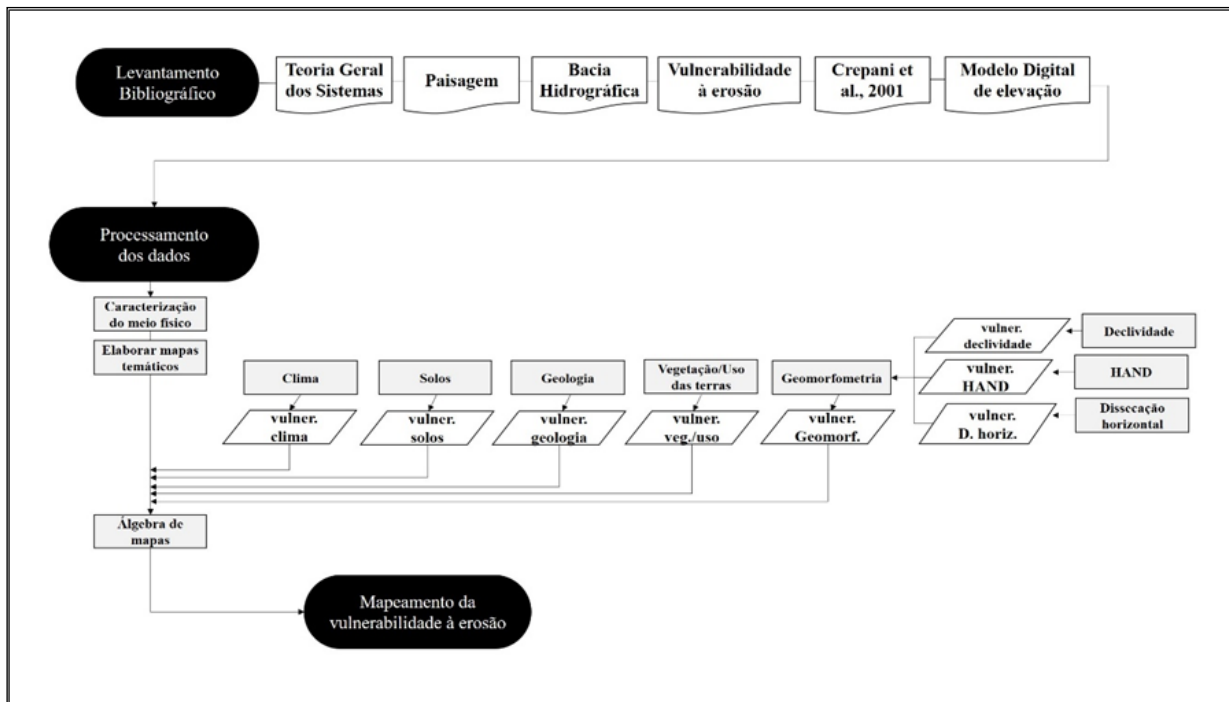 Levantamento
Bibliográfico
Teoria Geral
dos Sistemas
Paisagem
Bacia
Hidrográfica
Vulnerabilidade
à erosão
Crepani et
al., 2001
Modelo Digital
de elevação
Processamento
dos dados
Caracterização
do meio físico
Elaborar mapas
temáticos
Clima
Solos
Geologia
Vegetação/Uso
das terras
Geomorfometria
vulner.
declividade
Declividade
vulner.
HAND
HAND
vulner.
D. horiz.
Dissecação
horizontal
vulner.
clima
vulner.
solos
vulner.
geologia
vulner.
veg./uso
vulner.
Geomorf.
Álgebra de
mapas
Mapeamento da
vulnerabilidade à erosão